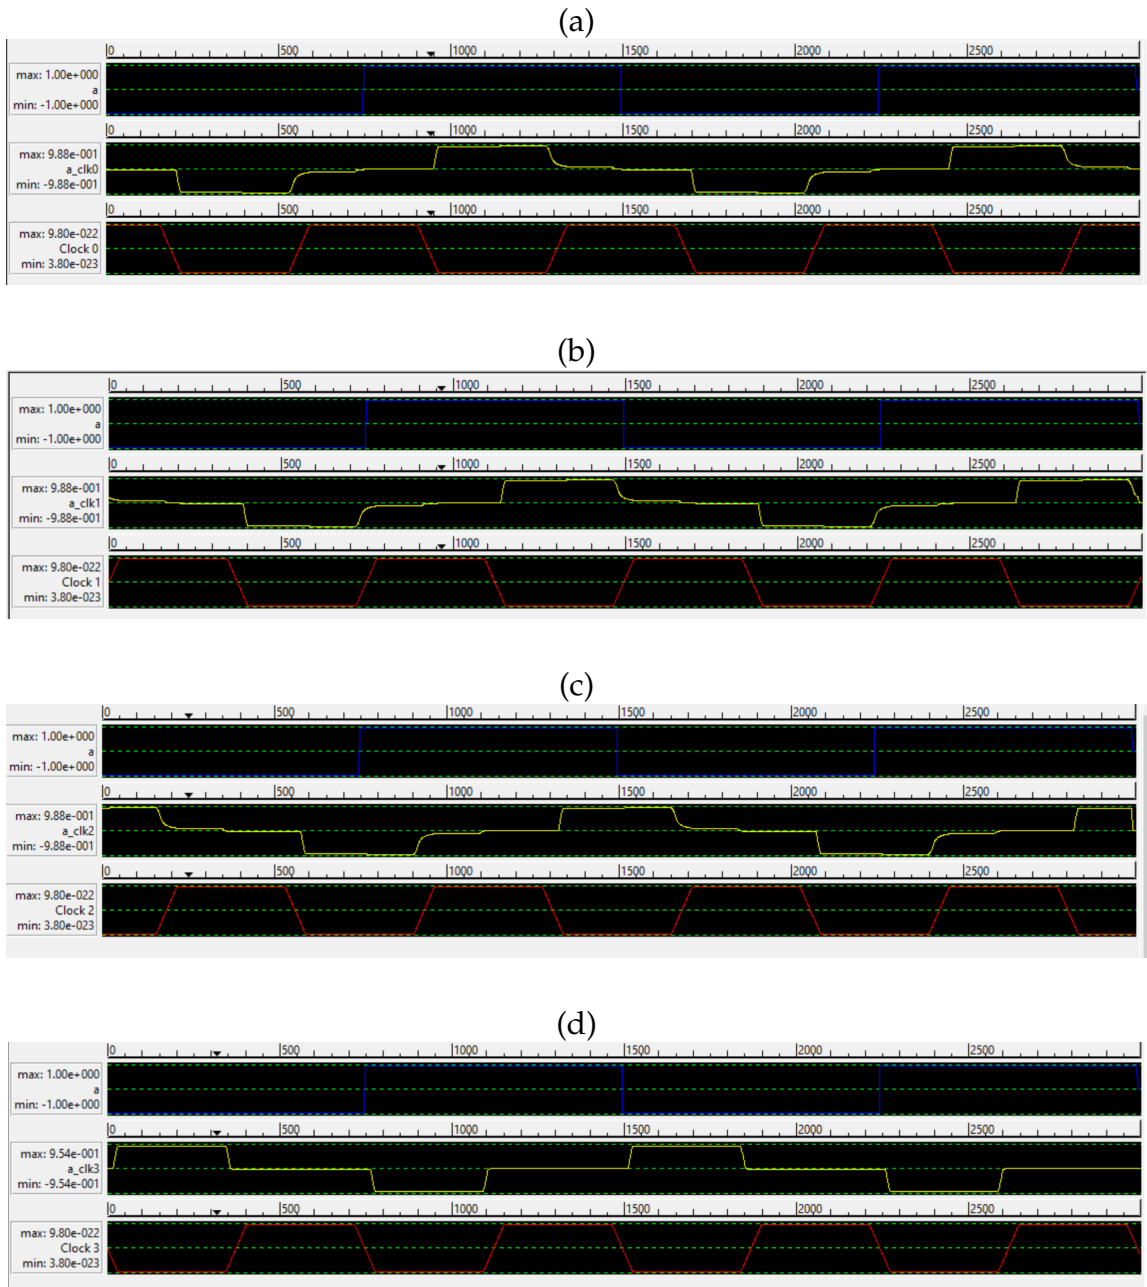 (a)
0 500 1000 1500 2000 2500
max: 1.00e+000
a
min: -1.00e+000
0 500 1000 1500 2000 2500
max: 9.88e-001
a_clk0
min: -9.88e-001
0 500 1000 1500 2000 2500
max: 9.80e-022
Clock 0
min: 3.80e-023
(b)
0 500 1000 1500 2000 2500
max: 1.00e+000
a
min: -1.00e+000
0 500 1000 1500 2000 2500
max: 9.88e-001
a_clk1
min: -9.88e-001
0 500 1000 1500 2000 2500
max: 9.80e-022
Clock 1
min: 3.80e-023
(c)
0 500 1000 1500 2000 2500
max: 1.00e+000
a
min: -1.00e+000
0 500 1000 1500 2000 2500
max: 9.88e-001
a_clk2
min: -9.88e-001
0 500 1000 1500 2000 2500
max: 9.80e-022
Clock 2
min: 3.80e-023
(d)
0 500 1000 1500 2000 2500
max: 1.00e+000
a
min: -1.00e+000
0 500 1000 1500 2000 2500
max: 9.54e-001
a_clk3
min: -9.54e-001
0 500 1000 1500 2000 2500
max: 9.80e-022
Clock 3
min: 3.80e-023